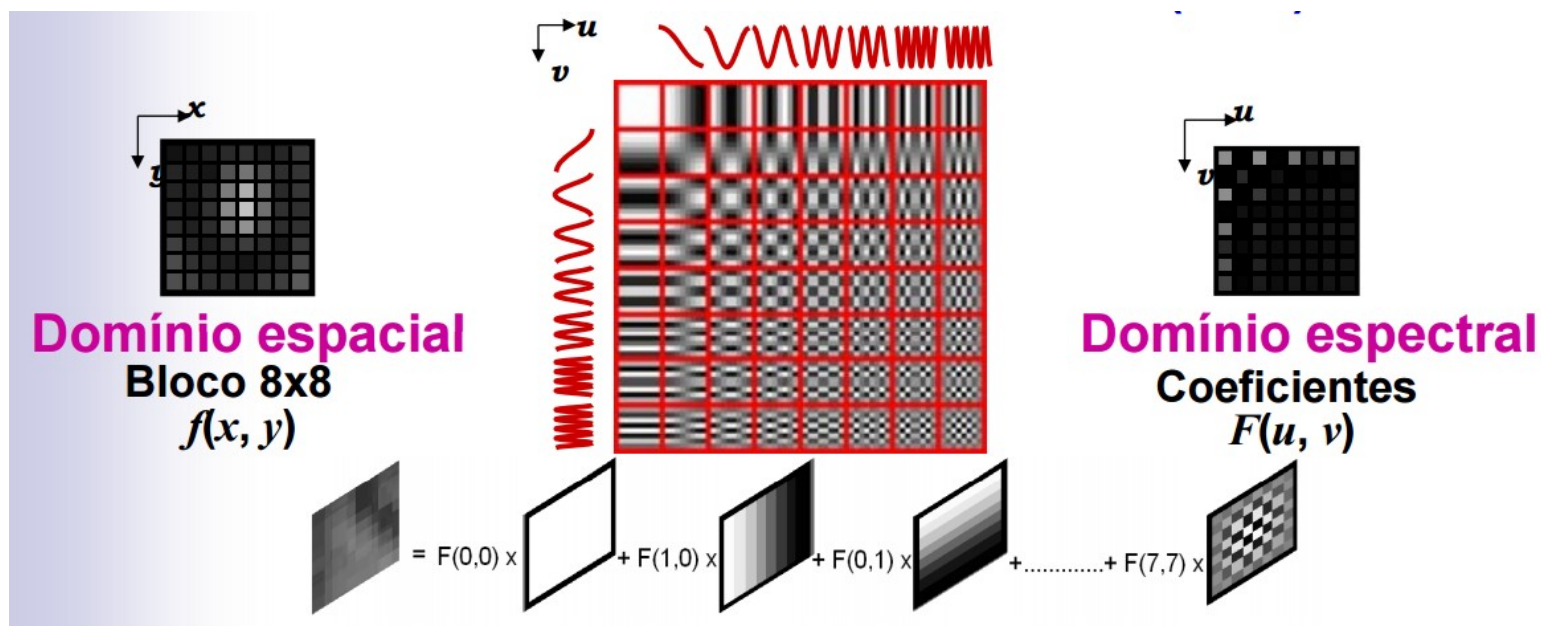 u
v
x
y
u
v
Domínio espacial
Bloco 8x8
f(x, y)
Domínio espectral
Coeficientes
F(u, v)
= F(0,0) x + F(1,0) x + F(0,1) x +.............+ F(7,7) x